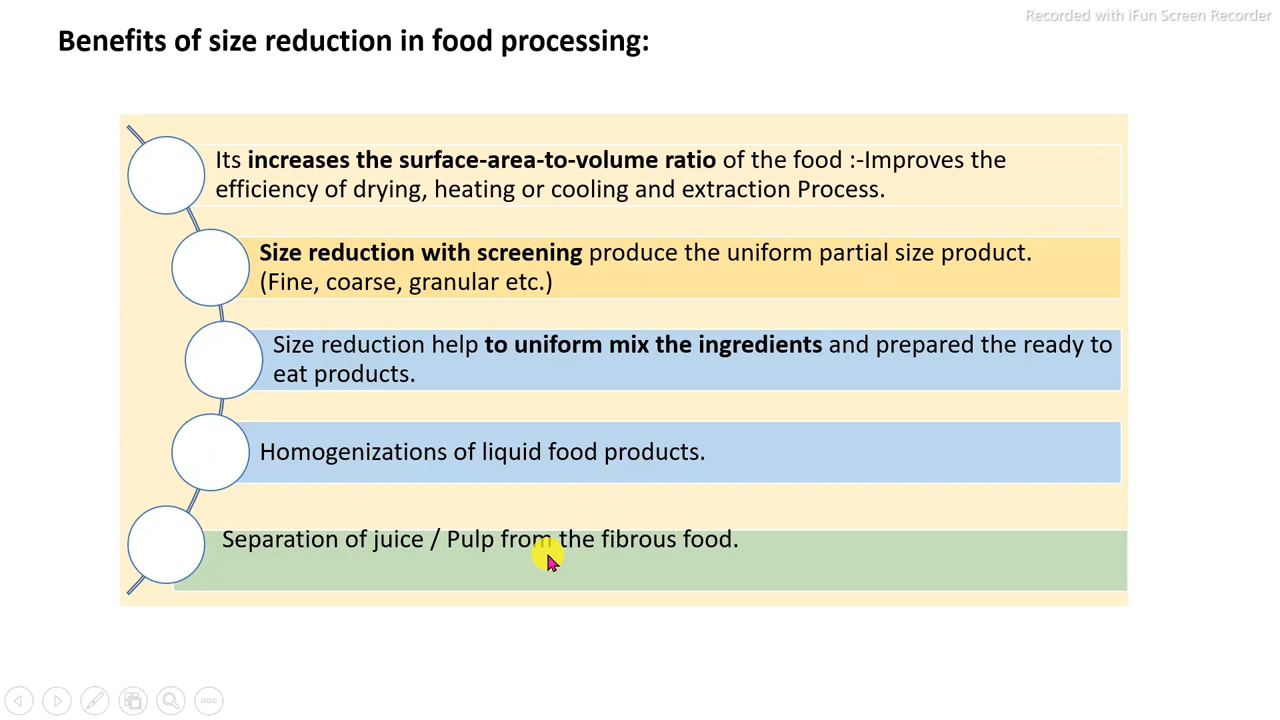 Recorded with iFun Screen Recorder
Benefits of size reduction in food processing:
Its increases the surface-area-to-volume ratio of the food :-Improves the
efficiency of drying, heating or cooling and extraction Process.
Size reduction with screening produce the uniform partial size product.
(Fine, coarse, granular etc.)
Size reduction help to uniform mix the ingredients and prepared the ready to
eat products.
Homogenizations of liquid food products.
Separation of juice / Pulp from the fibrous food.